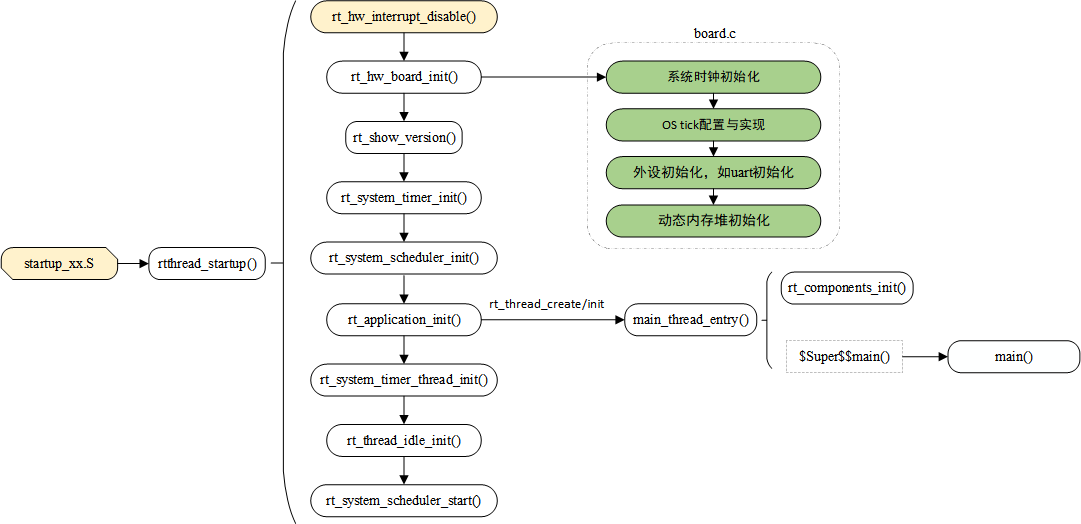 startup_xx.S
rtthread_startup()
rt_hw_interrupt_disable()
rt_hw_board_init()
rt_show_version()
rt_system_timer_init()
rt_system_scheduler_init()
rt_application_init()
rt_system_timer_thread_init()
rt_thread_idle_init()
rt_system_scheduler_start()
board.c
系统时钟初始化
OS tick配置与实现
外设初始化，如uart初始化
动态内存堆初始化
rt_thread_create/init
main_thread_entry()
rt_components_init()
$Super$$main()
main()